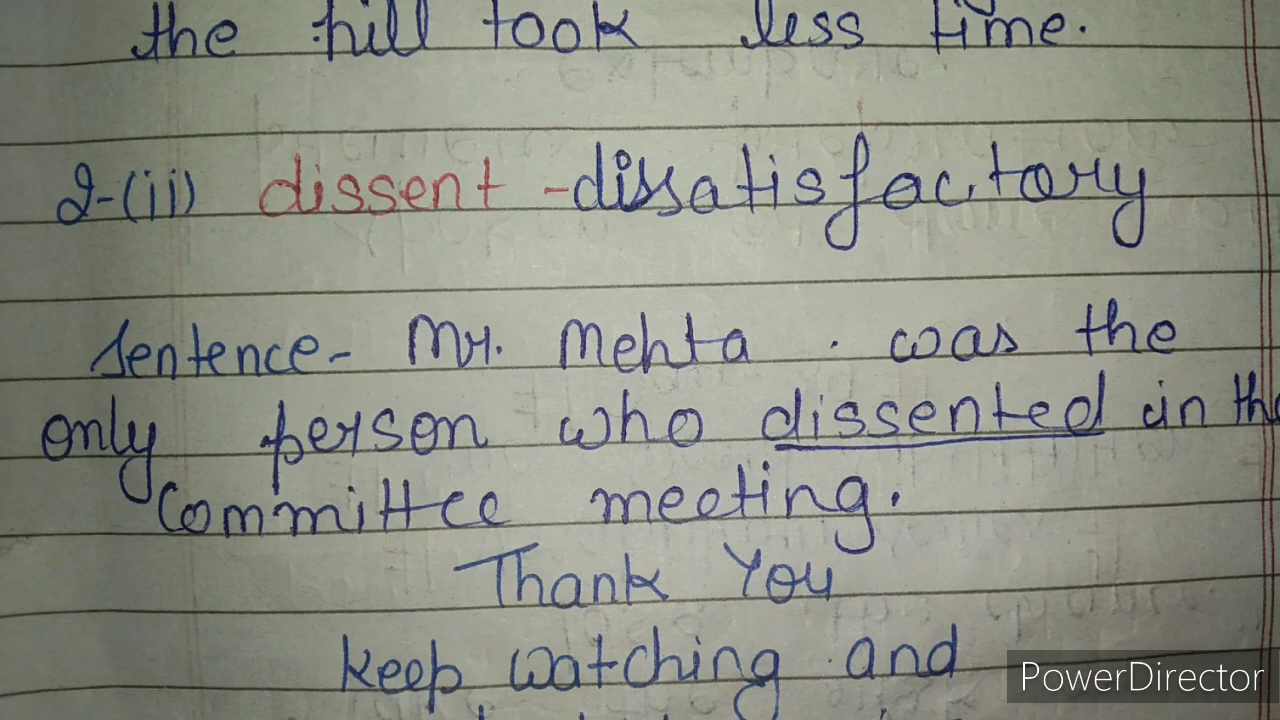 the hill took less time.
2-(ii) dissent -dissatisfactory
Sentence- Mr. Mehta . was the
only person who dissented in the
Committee meeting.
Thank You
keep watching and
PowerDirector